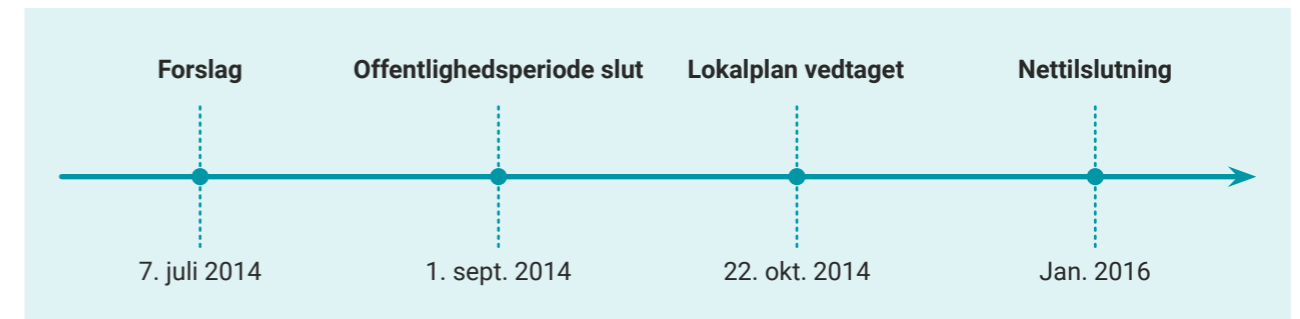 Forslag Offentlighedsperiode slut Lokalplan vedtaget Nettilslutning
7. juli 2014 1. sept. 2014 22. okt. 2014 Jan. 2016